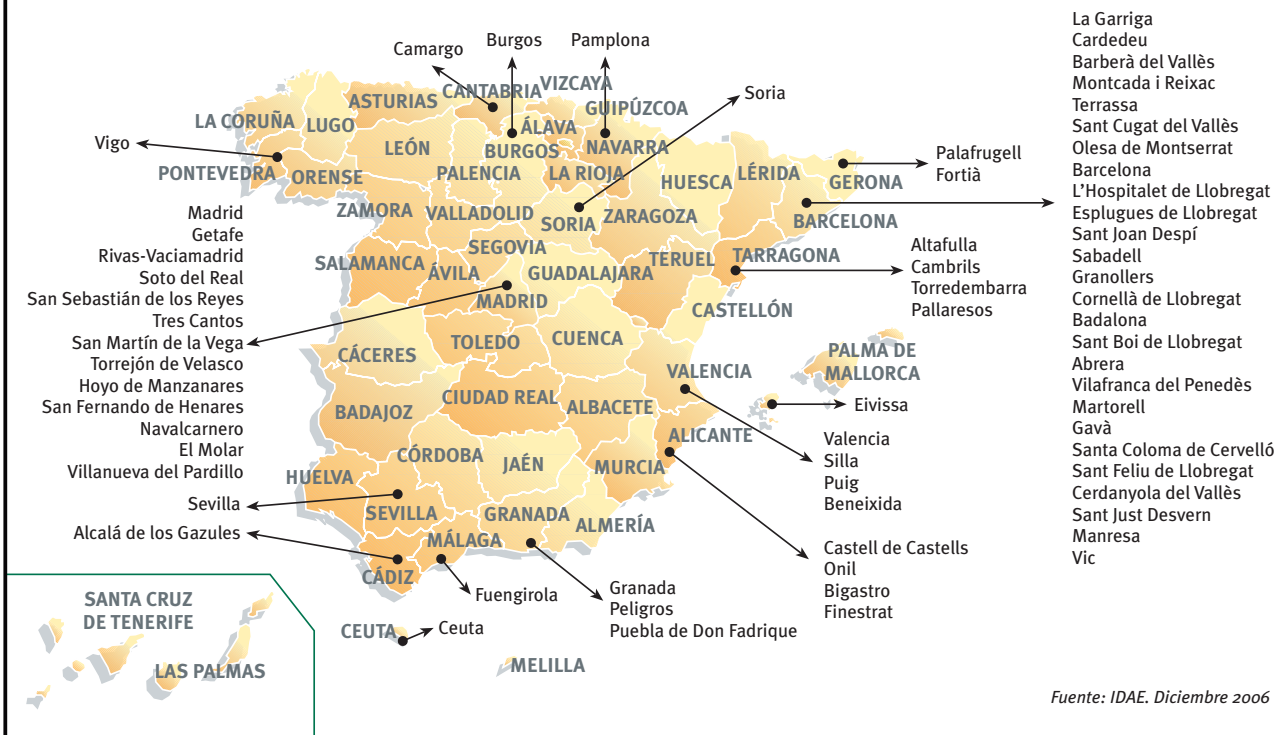 Camargo
Burgos
Pamplona
Soria
Vigo
Palafrugell
Fortià
La Garriga
Cardedeu
Barberà del Vallès
Montcada i Reixac
Terrassa
Sant Cugat del Vallès
Olesa de Montserrat
Barcelona
L'Hospitalet de Llobregat
Esplugues de Llobregat
Sant Joan Despí
Sabadell
Granollers
Cornellà de Llobregat
Badalona
Sant Boi de Llobregat
Abrera
Vilafranca del Penedès
Martorell
Gavà
Santa Coloma de Cervelló
Sant Feliu de Llobregat
Cerdanyola del Vallès
Sant Just Desvern
Manresa
Vic
Madrid
Getafe
Rivas-Vaciamadrid
Soto del Real
San Sebastián de los Reyes
Tres Cantos
San Martín de la Vega
Torrejón de Velasco
Hoyo de Manzanares
San Fernando de Henares
Navalcarnero
El Molar
Villanueva del Pardillo
Sevilla
Alcalá de los Gazules
Altafulla
Cambrils
Torredembarra
Pallaresos
Eivissa
Valencia
Silla
Puig
Beneixida
Castell de Castells
Onil
Bigastro
Finestrat
Granada
Peligros
Puebla de Don Fadrique
Fuengirola
Ceuta
LA CORUÑA
LUGO
ASTURIAS
CANTABRIA
VIZCAYA
GUIPÚZCOA
ÁLAVA
NAVARRA
PONTEVEDRA
ORENSE
LEÓN
PALENCIA
BURGOS
LA RIOJA
HUESCA
LÉRIDA
GERONA
BARCELONA
ZAMORA
VALLADOLID
SORIA
ZARAGOZA
TARRAGONA
SEGOVIA
SALAMANCA
ÁVILA
GUADALAJARA
TERUEL
MADRID
CASTELLÓN
CÁCERES
TOLEDO
CUENCA
VALENCIA
PALMA DE
MALLORCA
BADAJOZ
CIUDAD REAL
ALBACETE
ALICANTE
CÓRDOBA
JAÉN
MURCIA
HUELVA
SEVILLA
GRANADA
ALMERÍA
MÁLAGA
CÁDIZ
CEUTA
MELILLA
SANTA CRUZ
DE TENERIFE
LAS PALMAS
Fuente: IDAE. Diciembre 2006